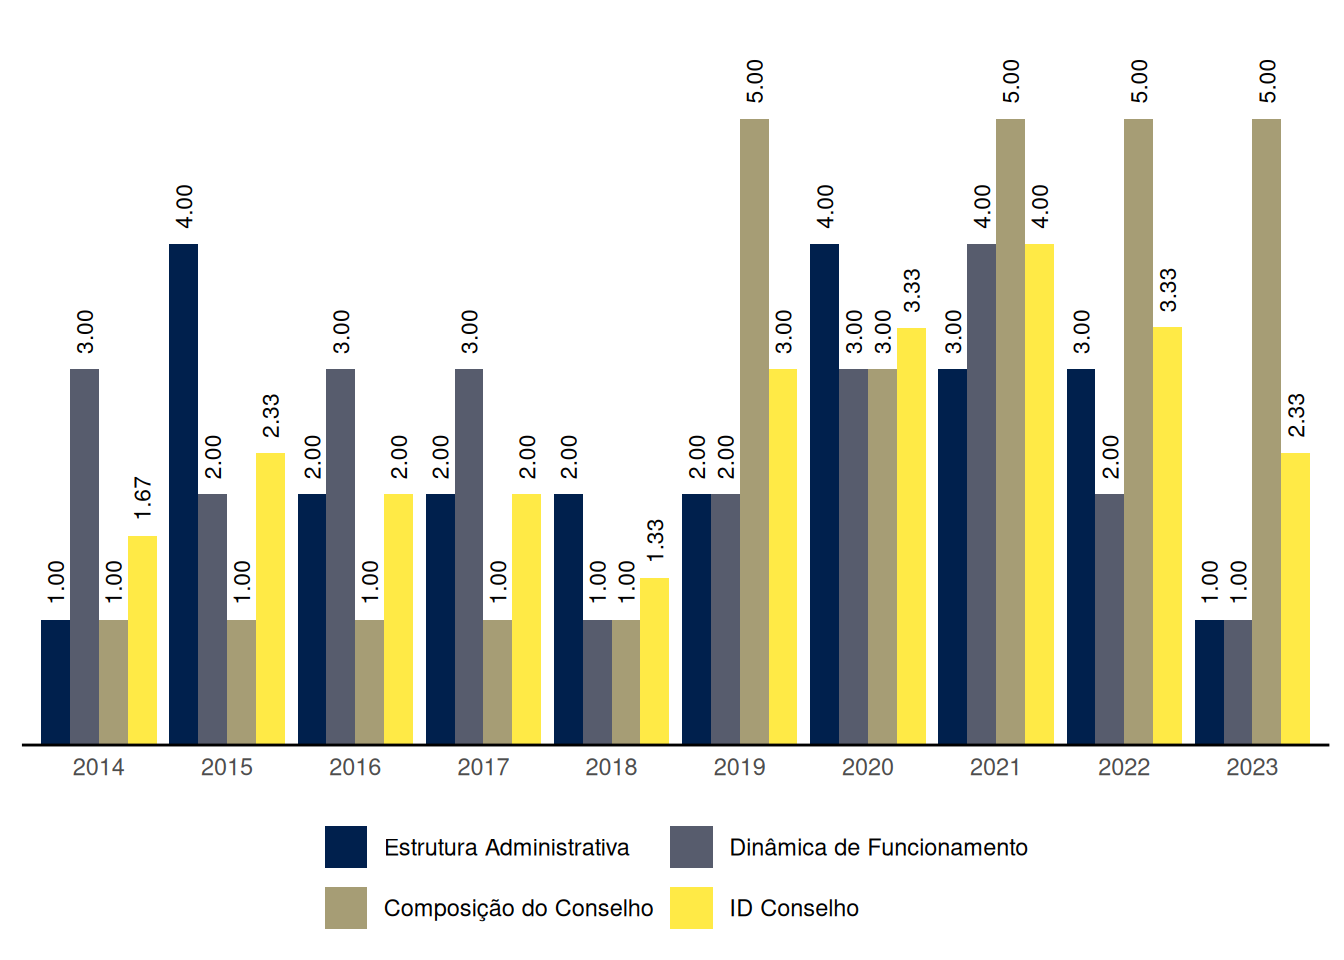 1.00 3.00 1.00 1.67
4.00 2.00 1.00 2.33
2.00 3.00 1.00 2.00
2.00 3.00 1.00 2.00
2.00 1.00 1.00 1.33
2.00 2.00 5.00 3.00
4.00 3.00 3.00 3.33
3.00 4.00 5.00 4.00
3.00 2.00 5.00 3.33
1.00 1.00 5.00 2.33
2014 2015 2016 2017 2018 2019 2020 2021 2022 2023
Estrutura Administrativa Dinâmica de Funcionamento
Composição do Conselho ID Conselho